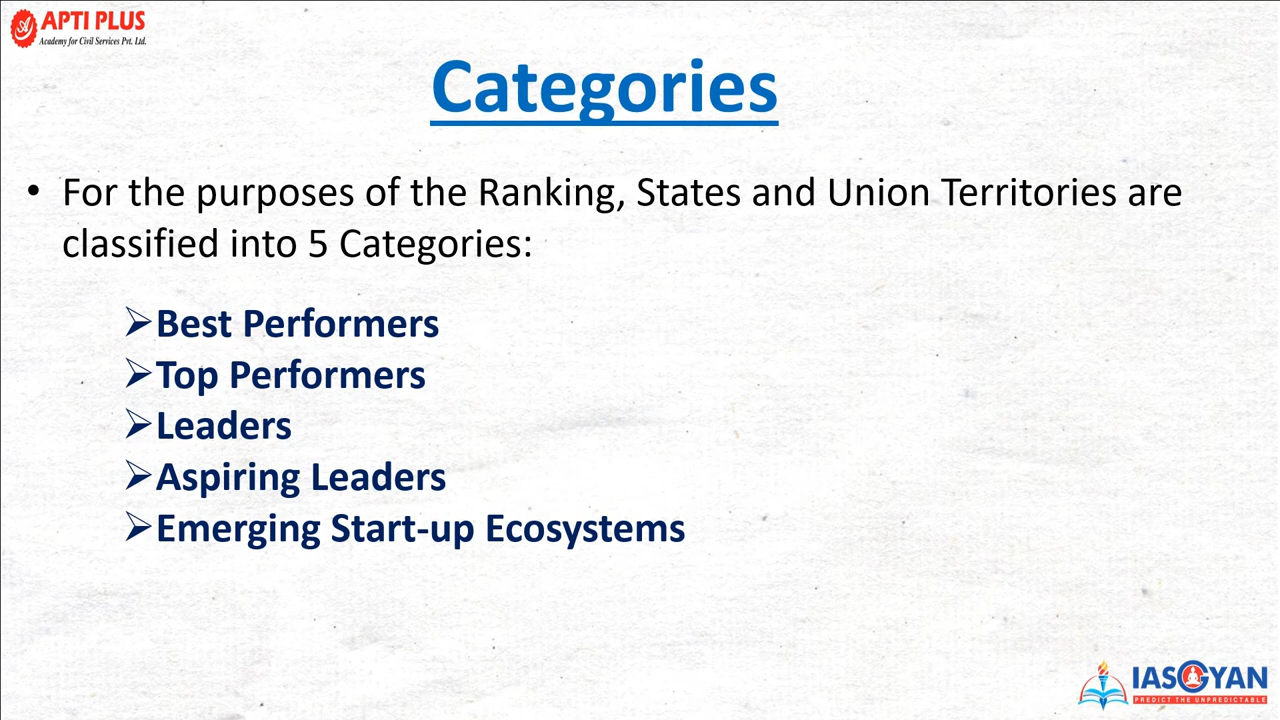 APTI PLUS
Academy for Civil Services Pvt. Ltd.
Categories
• For the purposes of the Ranking, States and Union Territories are
classified into 5 Categories:
➢Best Performers
➢Top Performers
➢Leaders
➢Aspiring Leaders
➢Emerging Start-up Ecosystems
IASGYAN
PREDICT THE UNPREDICTABLE